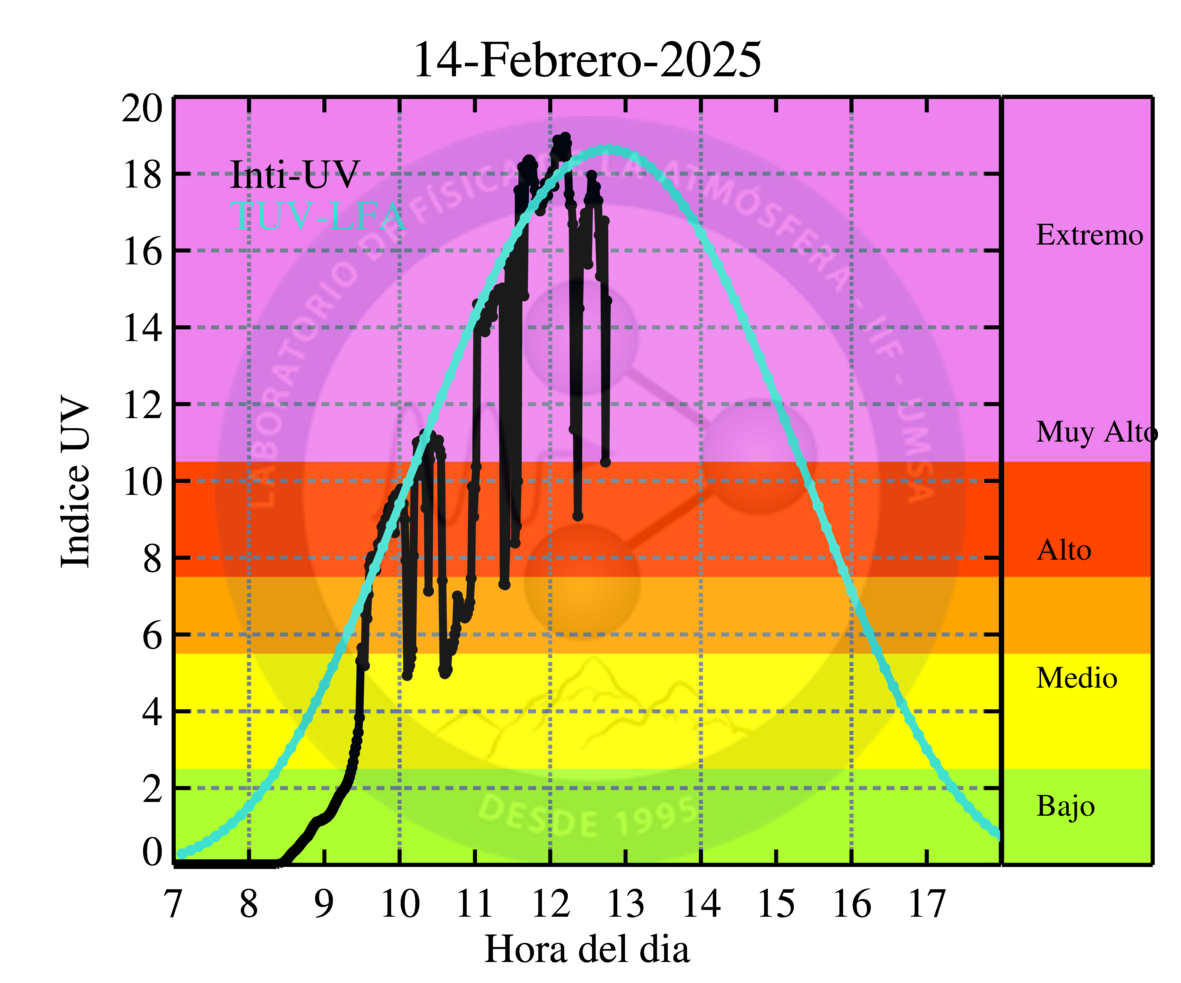 14-Febrero-2025
Inti-UV
TUV-LFA
Indice UV
20
18
16
14
12
10
8
6
4
2
0
7 8 9 10 11 12 13 14 15 16 17
Hora del dia
Extremo
Muy Alto
Alto
Medio
Bajo
LABORATORIO DE FÍSICA DE LA ATMÓSFERA - IIF - UMSA
DESDE 1995